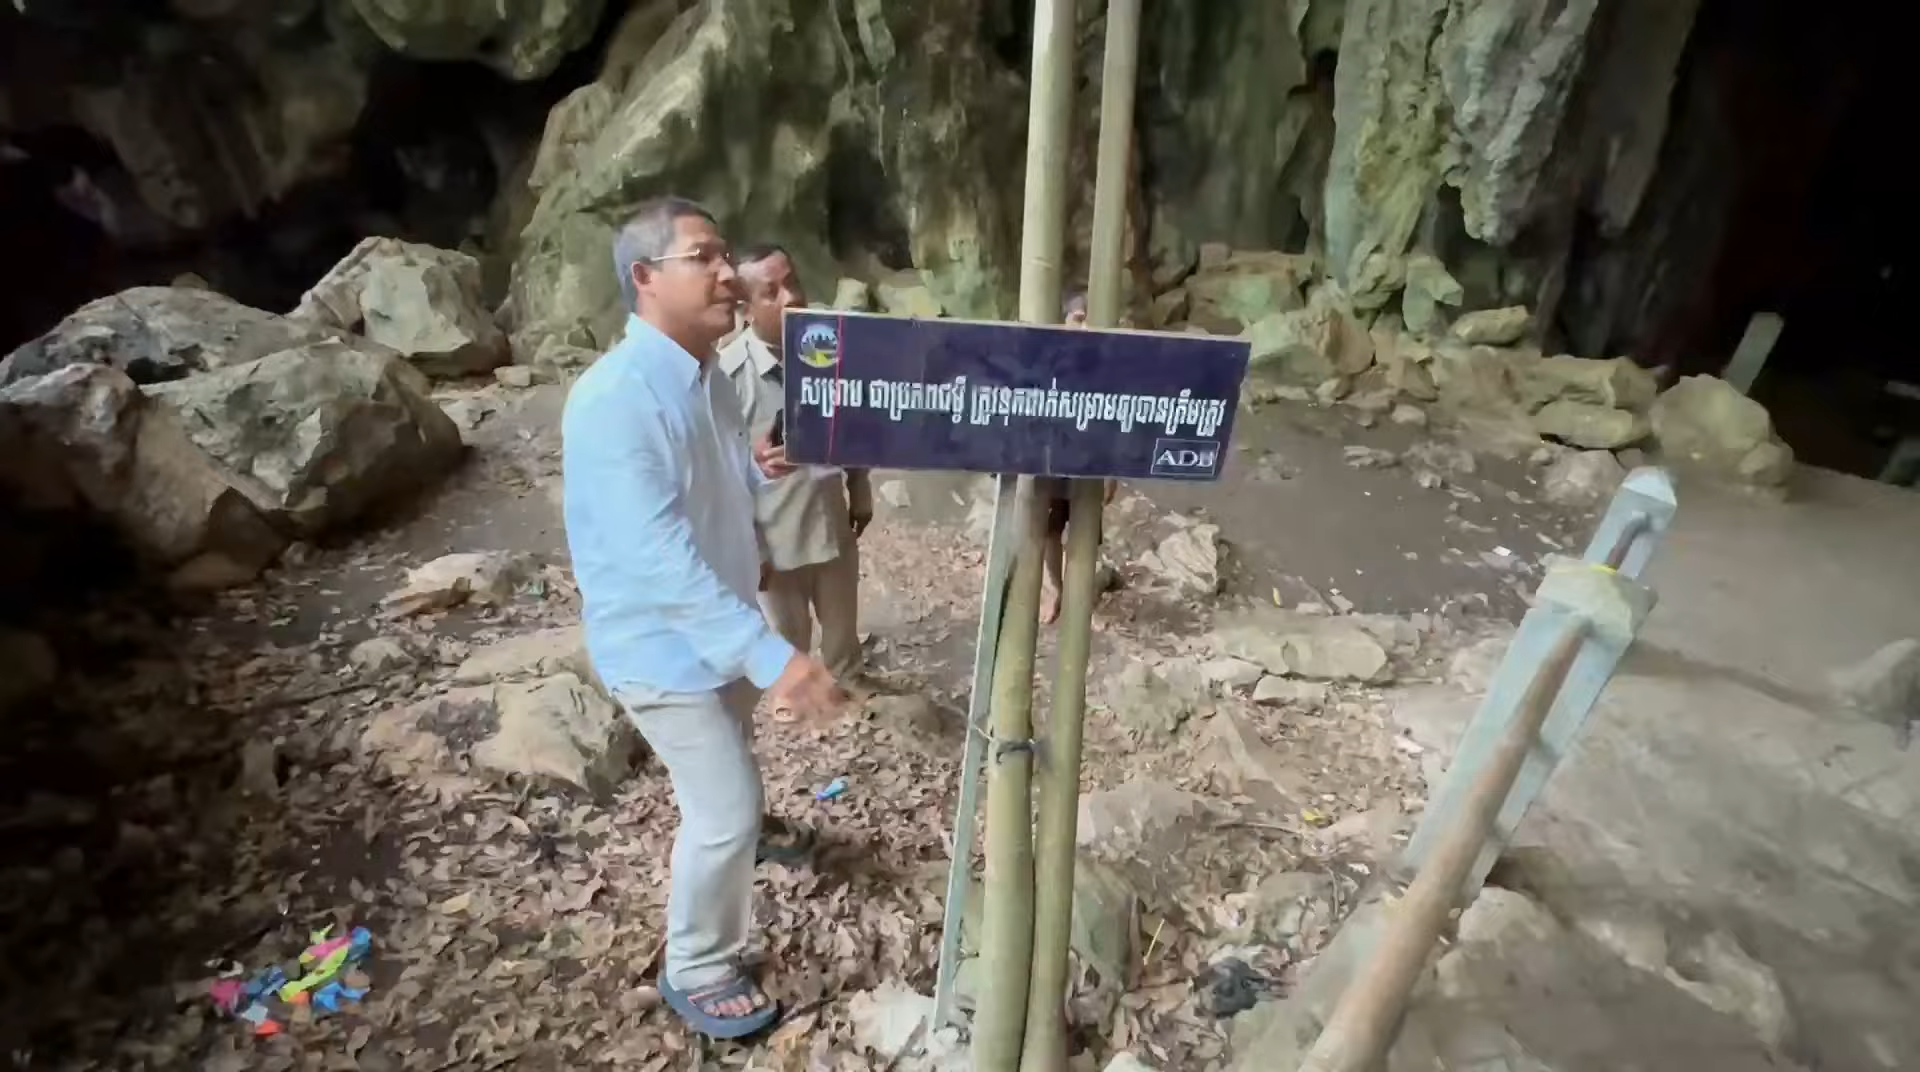 សម្រាម ជាប្រភពជម្ងឺ ត្រូវទុកដាក់សម្រាមឲ្យបានត្រឹមត្រូវ
ADB